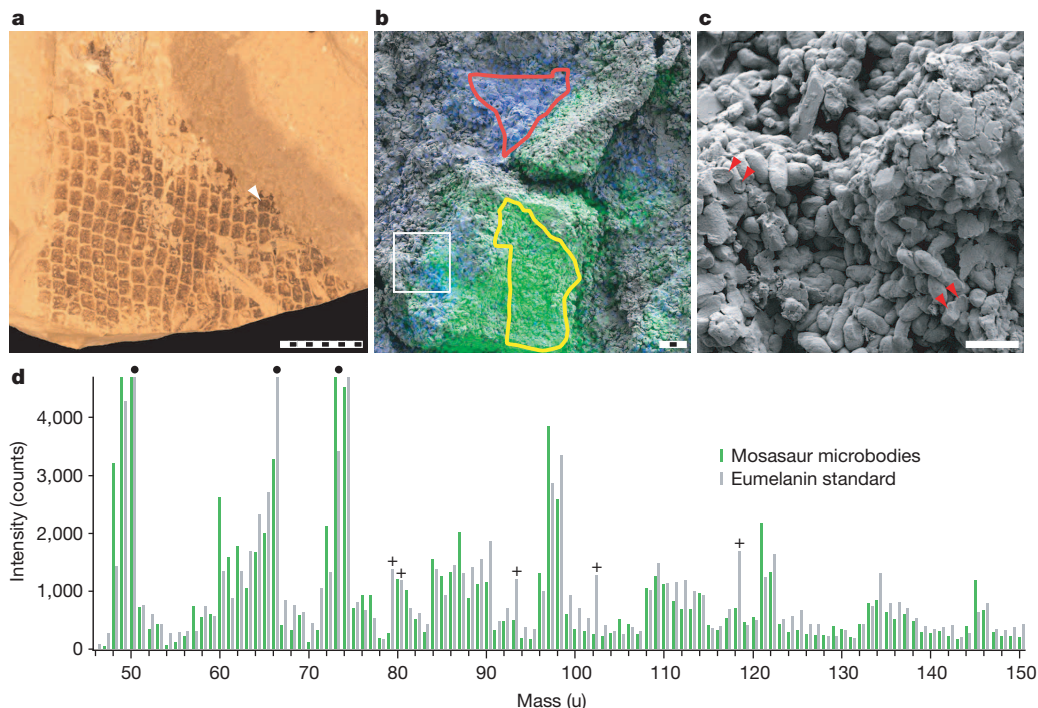 a
b
c
d
Intensity (counts)
4,000
3,000
2,000
1,000
0
Mosasaur microbodies
Eumelanin standard
+
+
+
+
+
50
60
70
80
90
100
110
120
130
140
150
Mass (u)